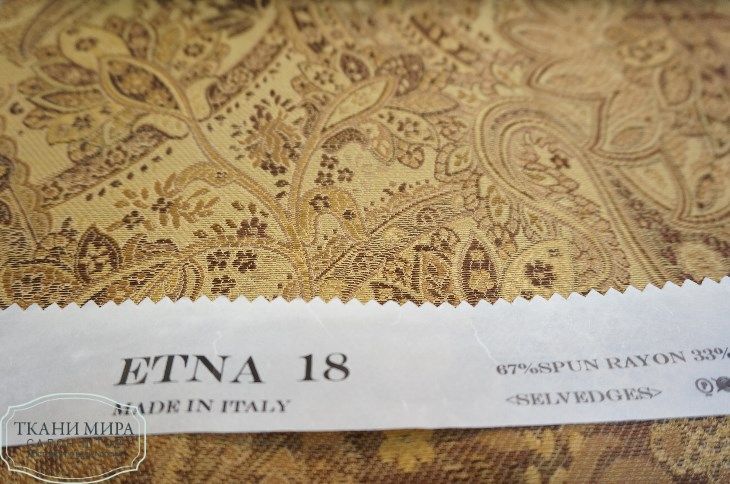 ETNA 18
MADE IN ITALY
67%SPUN RAYON 33%
<SELVEDGES>
ТКАНИ МИРА